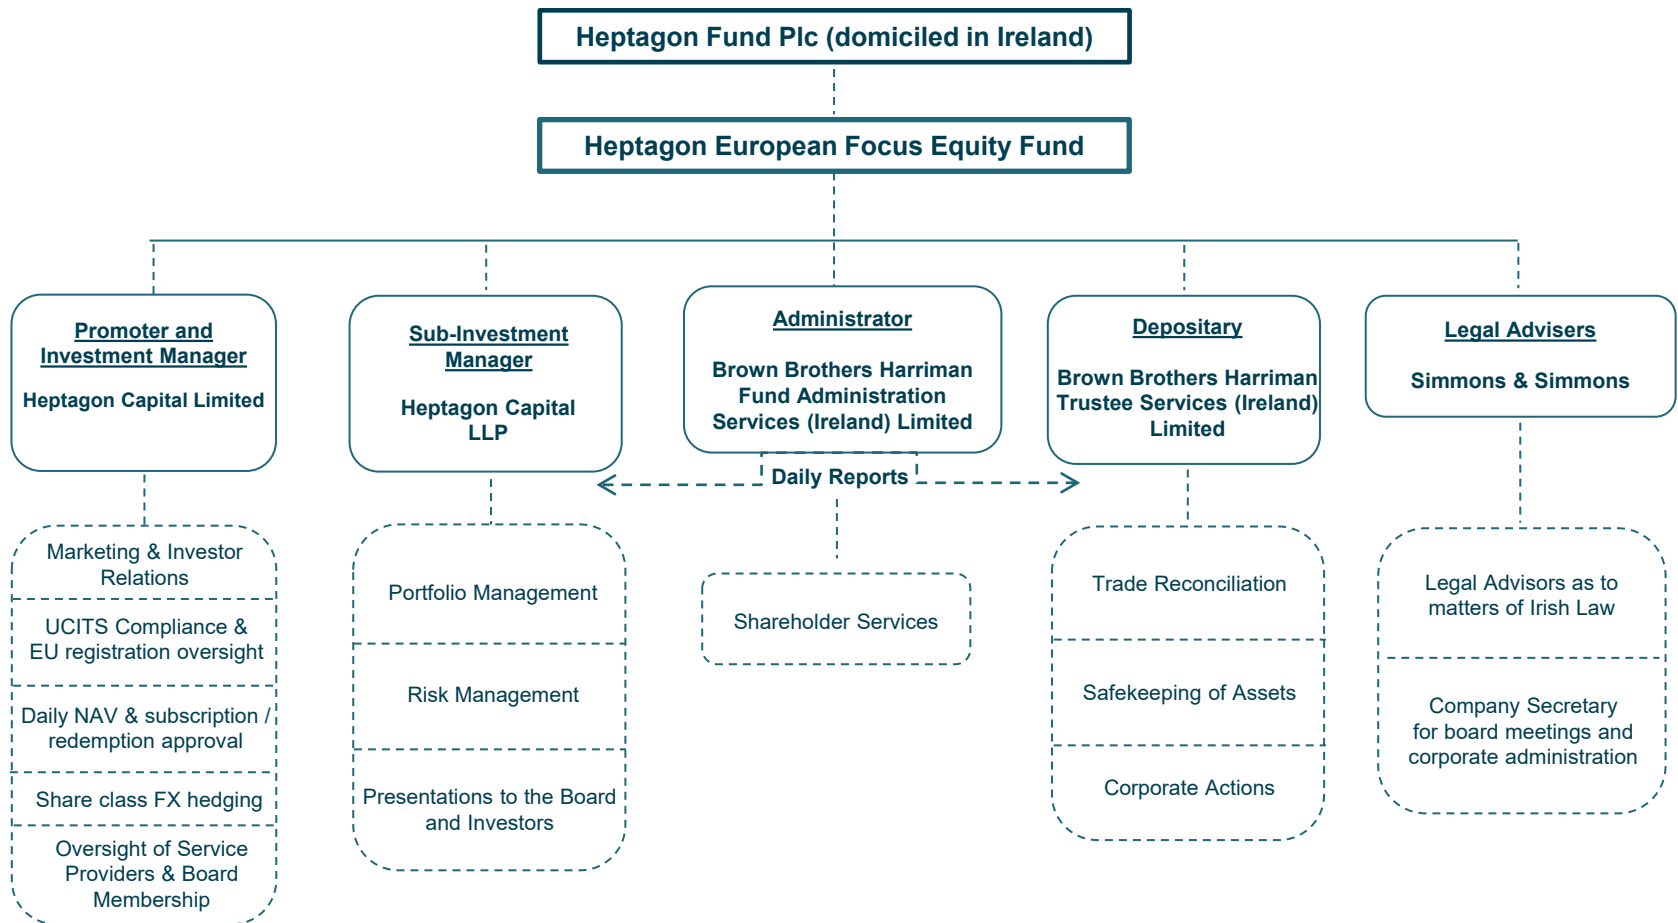 Heptagon Fund Plc (domiciled in Ireland)
Heptagon European Focus Equity Fund
Promoter and
Investment Manager
Heptagon Capital Limited
Sub-Investment
Manager
Heptagon Capital
LLP
Administrator
Brown Brothers Harriman
Fund Administration
Services (Ireland) Limited
Depositary
Brown Brothers Harriman
Trustee Services (Ireland)
Limited
Legal Advisers
Simmons & Simmons
Daily Reports
Marketing & Investor
Relations
UCITS Compliance &
EU registration oversight
Daily NAV & subscription /
redemption approval
Share class FX hedging
Oversight of Service
Providers & Board
Membership
Portfolio Management
Risk Management
Presentations to the Board
and Investors
Shareholder Services
Trade Reconciliation
Safekeeping of Assets
Corporate Actions
Legal Advisors as to
matters of Irish Law
Company Secretary
for board meetings and
corporate administration